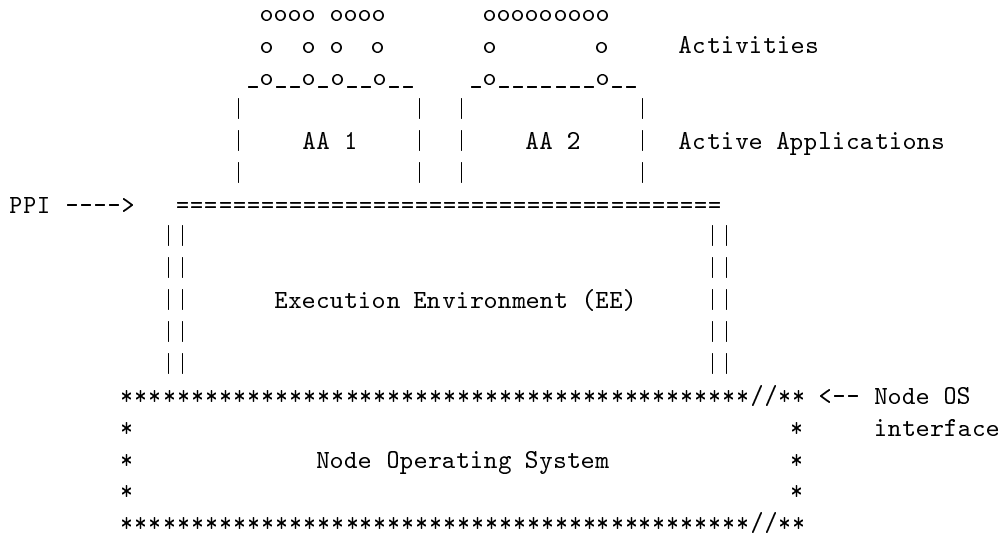 Activities
AA 1 AA 2 Active Applications
PPI ---->
Execution Environment (EE)
<-- Node OS
interface
Node Operating System